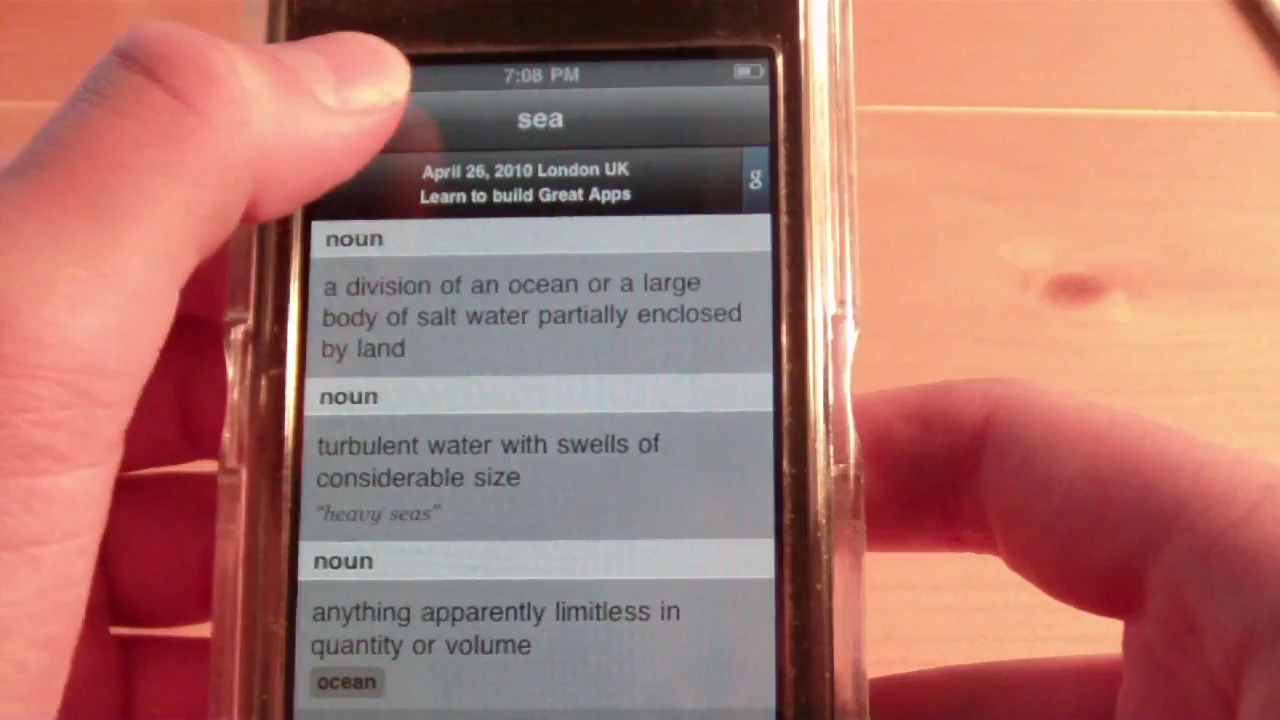 7:08 PM
sea
April 26, 2010 London UK
Learn to build Great Apps
g
noun
a division of an ocean or a large
body of salt water partially enclosed
by land
noun
turbulent water with swells of
considerable size
"heavy seas"
noun
anything apparently limitless in
quantity or volume
ocean